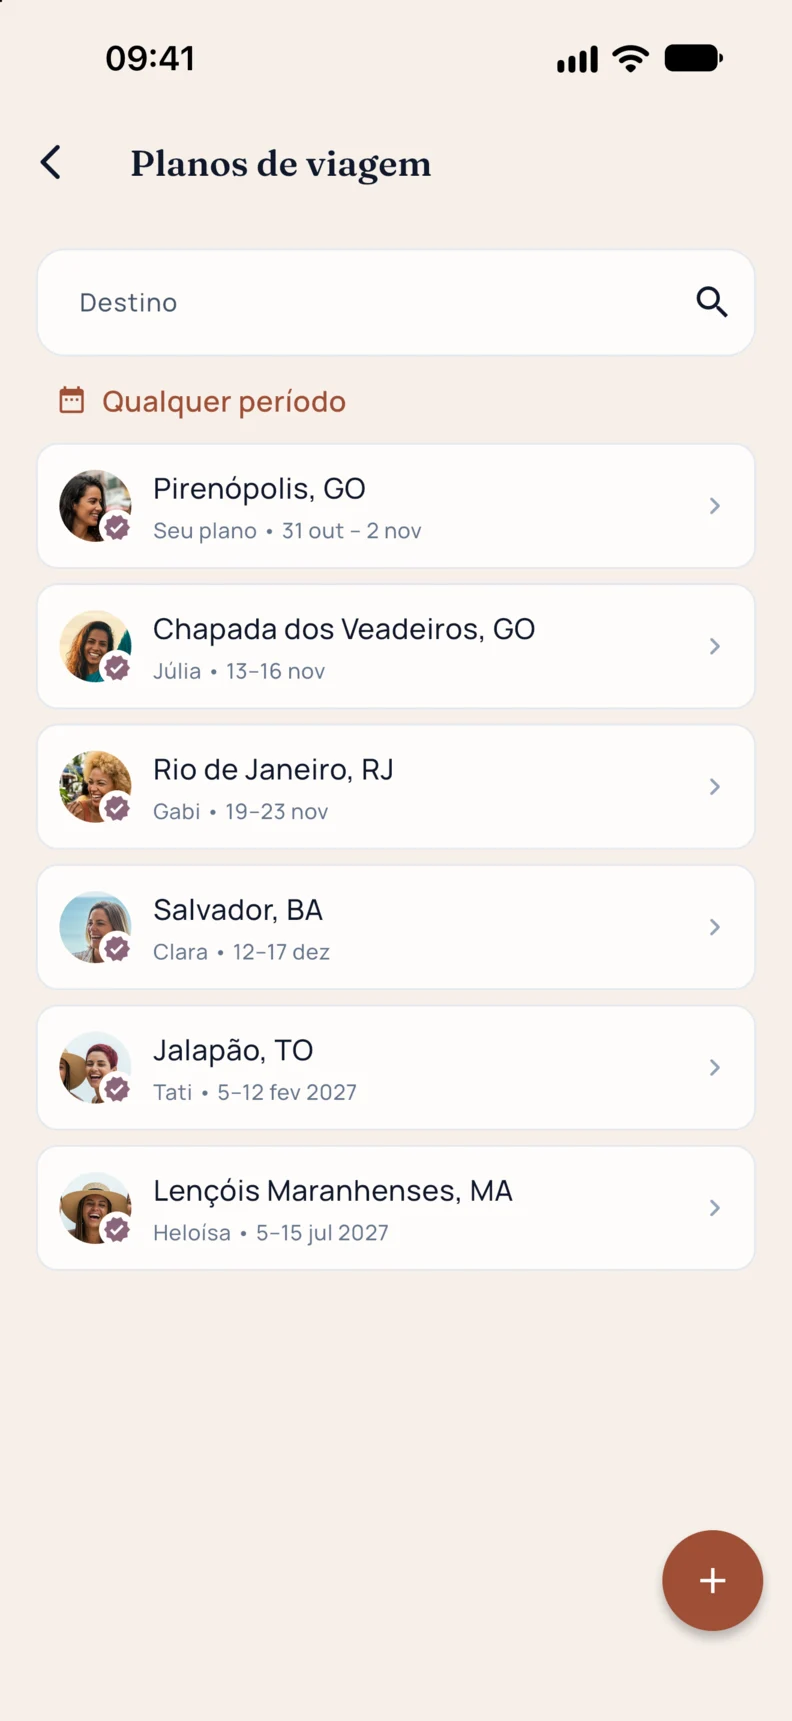 09:41
Planos de viagem
Destino
Qualquer período
Pirenópolis, GO
Seu plano • 31 out – 2 nov
Chapada dos Veadeiros, GO
Júlia • 13–16 nov
Rio de Janeiro, RJ
Gabi • 19–23 nov
Salvador, BA
Clara • 12–17 dez
Jalapão, TO
Tati • 5–12 fev 2027
Lençóis Maranhenses, MA
Heloísa • 5–15 jul 2027